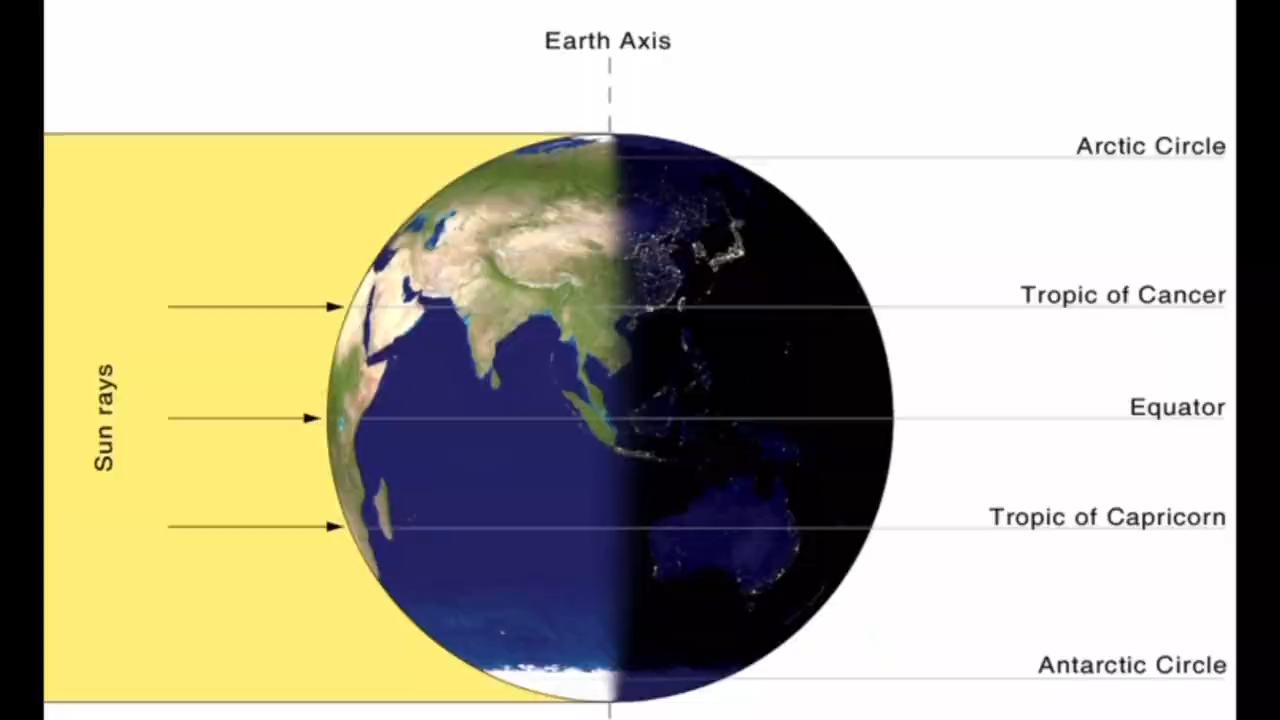 Earth Axis
Arctic Circle
Tropic of Cancer
Sun rays
Equator
Tropic of Capricorn
Antarctic Circle